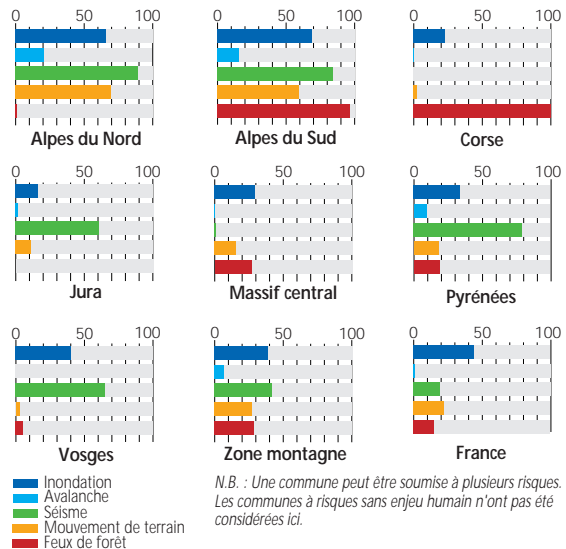 0 50 100 0 50 100 0 50 100
Alpes du Nord Alpes du Sud Corse
0 50 100 0 50 100 0 50 100
Jura Massif central Pyrénées
0 50 100 0 50 100 0 50 100
Vosges Zone montagne France
Inondation
Avalanche
Séisme
Mouvement de terrain
Feux de forêt
N.B. : Une commune peut être soumise à plusieurs risques.
Les communes à risques sans enjeu humain n'ont pas été
considérées ici.